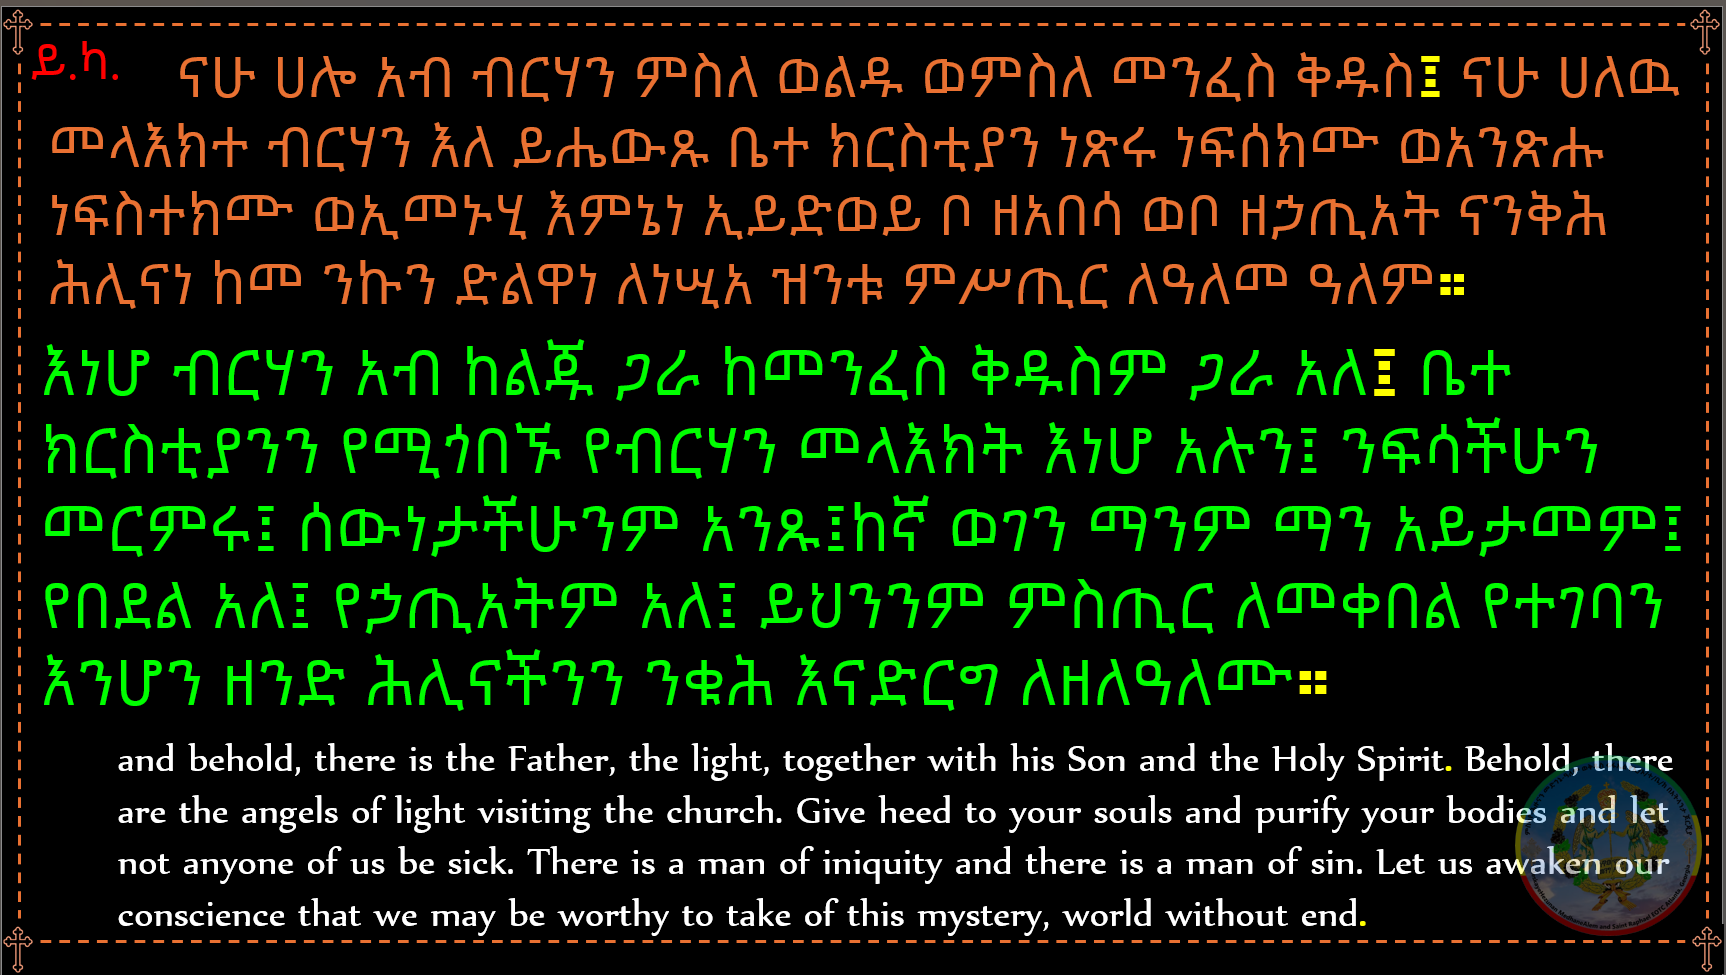 ይ.ካ.
ናሁ ሀሎ አብ ብርሃን ምስለ ወልዱ ወምስለ መንፈስ ቅዱስ፤ ናሁ ሀለዉ
መላእክተ ብርሃን እለ ይሔውጹ ቤተ ክርስቲያን ነጽሩ ነፍሰክሙ ወአንጽሑ
ነፍስተክሙ ወኢመኑሂ እምኔነ ኢይድወይ ቦ ዘአበሳ ወቦ ዘኃጢአት ናንቅሕ
ሕሊናነ ከመ ንኩን ድልዋነ ለነሢአ ዝንቱ ምሥጢር ለዓለመ ዓለም።
እነሆ ብርሃን አብ ከልጁ ጋራ ከመንፈስ ቅዱስም ጋራ አለ፤ ቤተ
ክርስቲያንን የሚጎበኙ የብርሃን መላእክት እነሆ አሉን፤ ንፍሳችሁን
መርምሩ፤ ሰውነታችሁንም አንጹ፤ከኛ ወገን ማንም ማን አይታመም፤
የበደል አለ፤ የኃጢአትም አለ፤ ይህንንም ምስጢር ለመቀበል የተገባን
እንሆን ዘንድ ሕሊናችንን ንቁሕ እናድርግ ለዘለዓለሙ።
and behold, there is the Father, the light, together with his Son and the Holy Spirit. Behold, there
are the angels of light visiting the church. Give heed to your souls and purify your bodies and let
not anyone of us be sick. There is a man of iniquity and there is a man of sin. Let us awaken our
conscience that we may be worthy to take of this mystery, world without end.